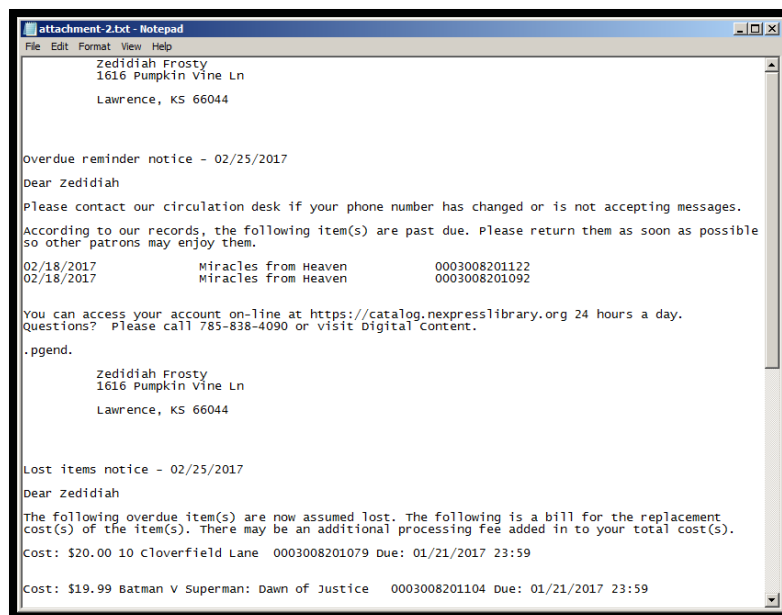 attachment-2.txt - Notepad
File Edit Format View Help
Zedidiah Frosty
1616 Pumpkin Vine Ln
Lawrence, KS 66044
Overdue reminder notice - 02/25/2017
Dear Zedidiah
Please contact our circulation desk if your phone number has changed or is not accepting messages.
According to our records, the following item(s) are past due. Please return them as soon as possible
so other patrons may enjoy them.
02/18/2017 Miracles from Heaven 0003008201122
02/18/2017 Miracles from Heaven 0003008201092
You can access your account on-line at https://catalog.nexpresslibrary.org 24 hours a day.
Questions? Please call 785-838-4090 or visit Digital Content.
.pgend.
Zedidiah Frosty
1616 Pumpkin Vine Ln
Lawrence, KS 66044
Lost items notice - 02/25/2017
Dear Zedidiah
The following overdue item(s) are now assumed lost. The following is a bill for the replacement
cost(s) of the item(s). There may be an additional processing fee added in to your total cost(s).
Cost: $20.00 10 Cloverfield Lane 0003008201079 Due: 01/21/2017 23:59
Cost: $19.99 Batman V Superman: Dawn of Justice 0003008201104 Due: 01/21/2017 23:59